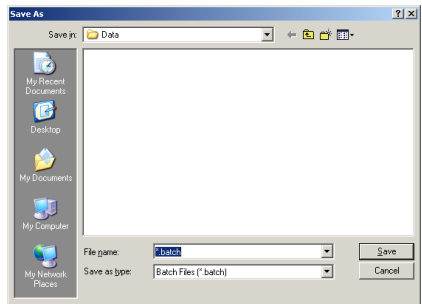 Save As
Save in: Data
My Recent
Documents
Desktop
My Documents
My Computer
My Network
Places
File name: *.batch Save
Save as type: Batch Files (*.batch) Cancel